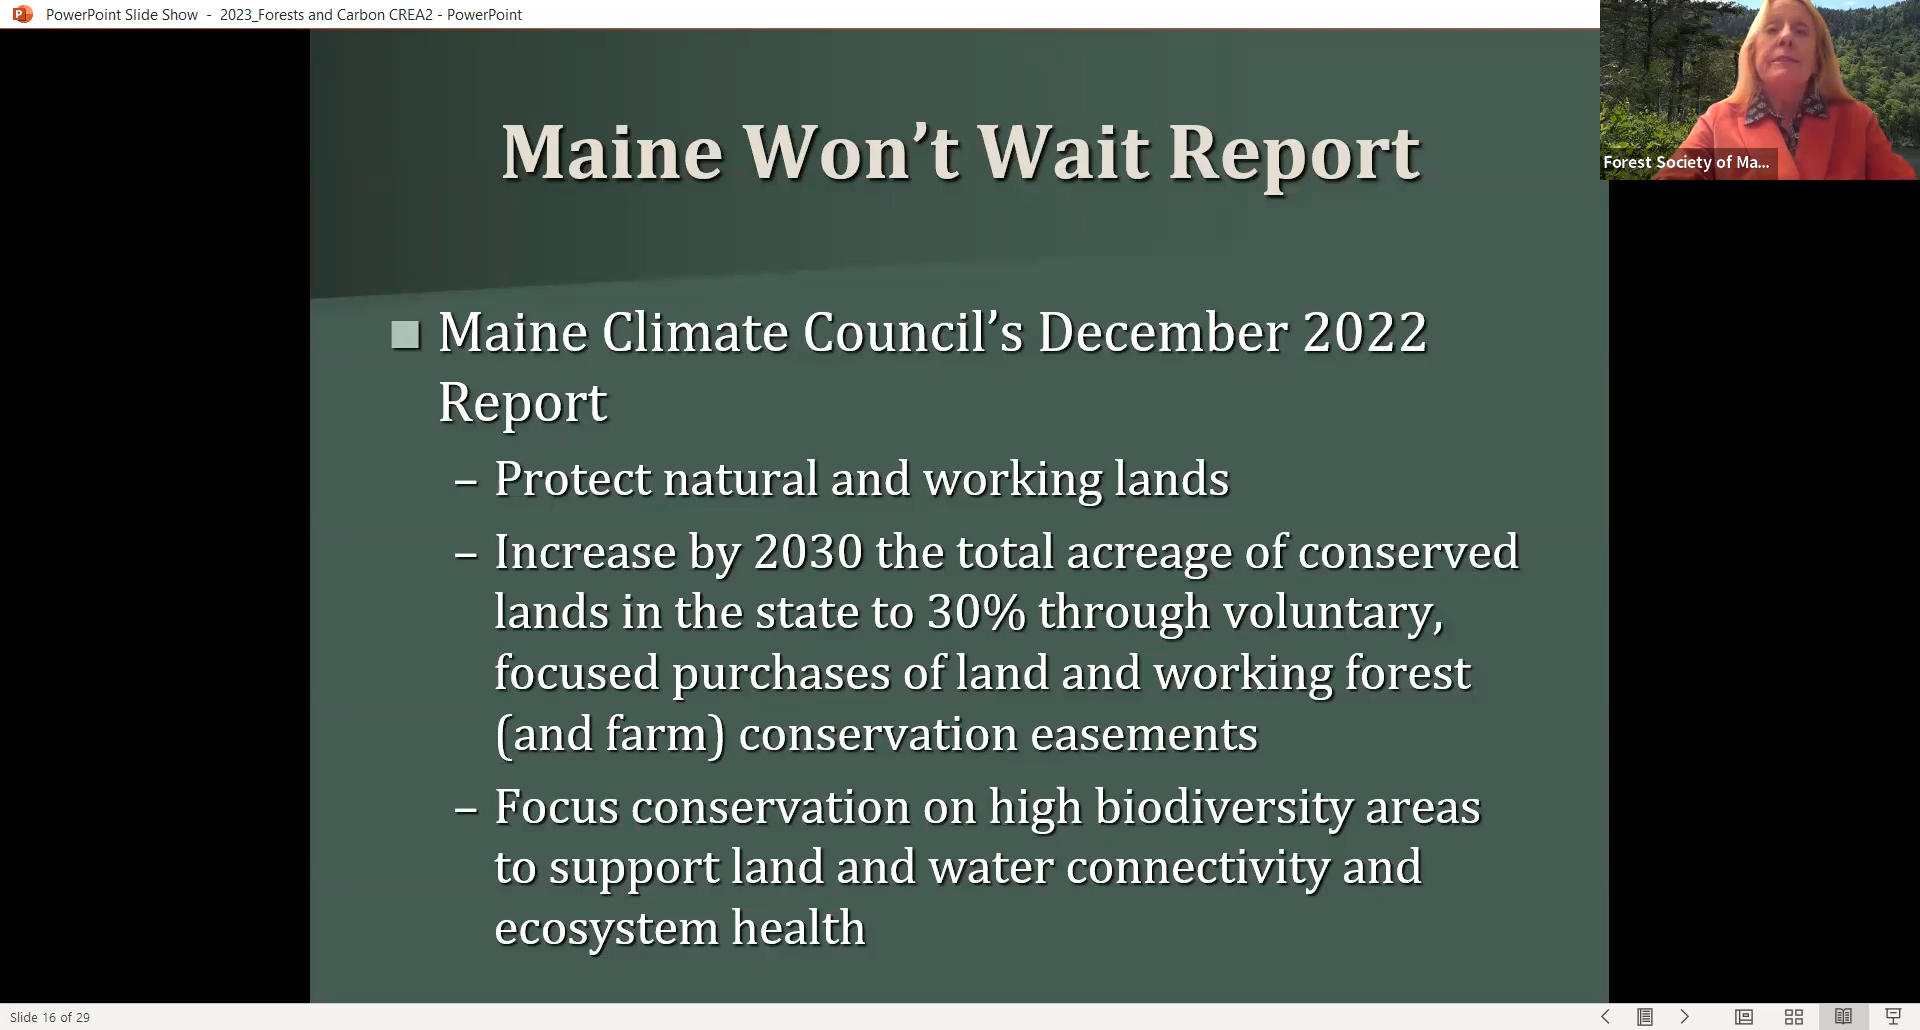 PowerPoint Slide Show - 2023_Forests and Carbon CREA2 - PowerPoint
Forest Society of Ma...
Maine Won’t Wait Report
Maine Climate Council’s December 2022
Report
– Protect natural and working lands
– Increase by 2030 the total acreage of conserved
lands in the state to 30% through voluntary,
focused purchases of land and working forest
(and farm) conservation easements
– Focus conservation on high biodiversity areas
to support land and water connectivity and
ecosystem health
Slide 16 of 29